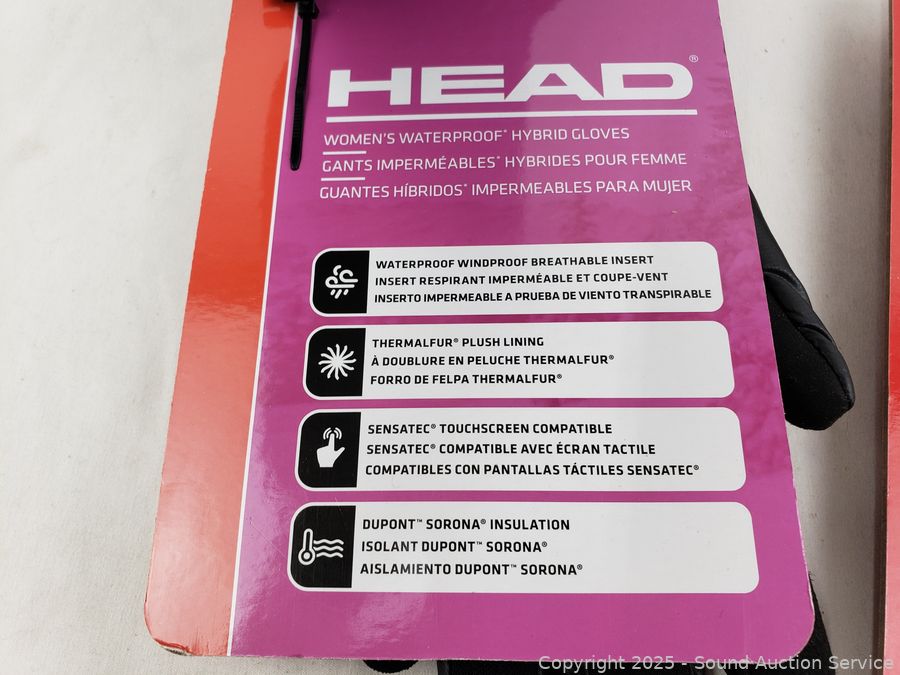 HEAD®
WOMEN'S WATERPROOF* HYBRID GLOVES
GANTS IMPERMÉABLES* HYBRIDES POUR FEMME
GUANTES HÍBRIDOS* IMPERMEABLES PARA MUJER
WATERPROOF WINDPROOF BREATHABLE INSERT
INSERT RESPIRANT IMPERMÉABLE ET COUPE-VENT
INSERTO IMPERMEABLE A PRUEBA DE VIENTO TRANSPIRABLE
THERMALFUR® PLUSH LINING
À DOUBLURE EN PELUCHE THERMALFUR®
FORRO DE FELPA THERMALFUR®
SENSATEC® TOUCHSCREEN COMPATIBLE
SENSATEC® COMPATIBLE AVEC ÉCRAN TACTILE
COMPATIBLES CON PANTALLAS TÁCTILES SENSATEC®
DUPONT™ SORONA® INSULATION
ISOLANT DUPONT™ SORONA®
AISLAMIENTO DUPONT™ SORONA®
Copyright 2025 - Sound Auction Service